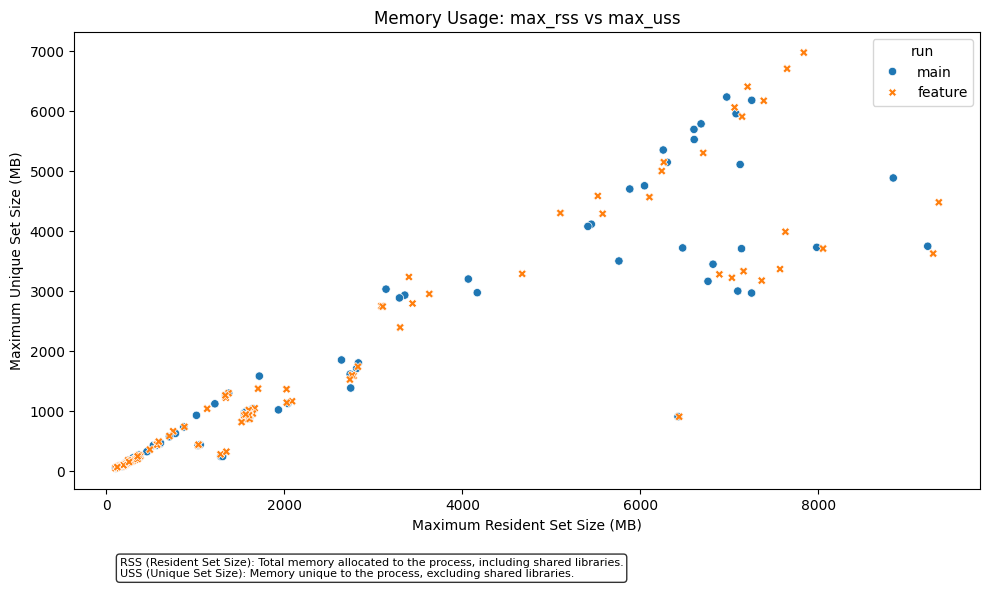 Memory Usage: max_rss vs max_uss
run
main
feature
7000
6000
5000
4000
3000
2000
1000
0
Maximum Unique Set Size (MB)
0 2000 4000 6000 8000
Maximum Resident Set Size (MB)
RSS (Resident Set Size): Total memory allocated to the process, including shared libraries.
USS (Unique Set Size): Memory unique to the process, excluding shared libraries.